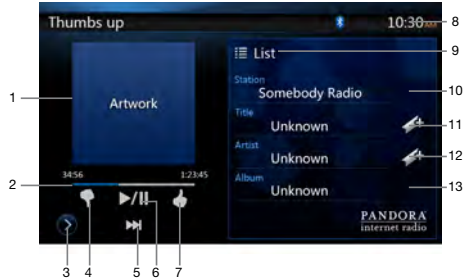 Thumbs up
10:30
8
List
9
Station
Somebody Radio
10
1
Artwork
Title
Unknown
11
Artist
Unknown
12
34:56
1:23:45
2
Album
Unknown
13
PANDORA
internet radio
3
4
5
6
7